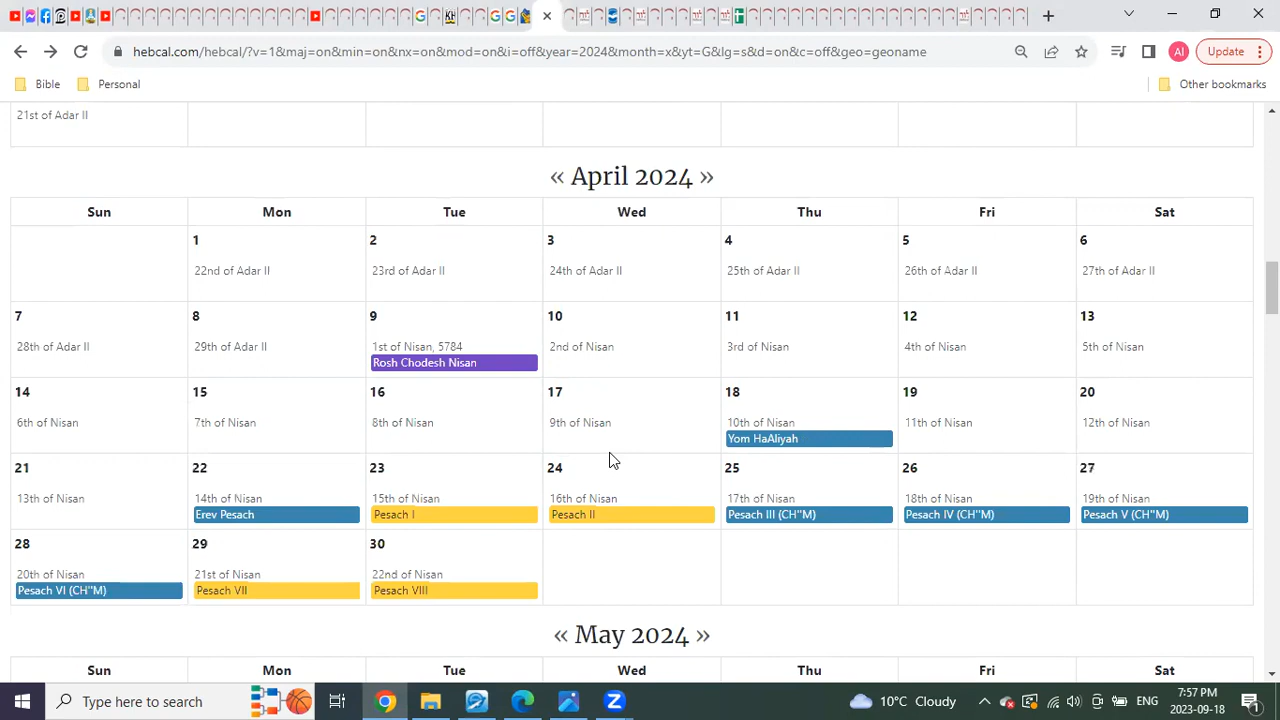 hebcal.com/hebcal/?v=1&maj=on&min=on&nx=on&mod=on&i=off&year=2024&month=x&yt=G&lg=s&d=on&c=off&geo=geoname
AI
Update
Bible
Personal
Other bookmarks
21st of Adar II
« April 2024 »
Sun Mon Tue Wed Thu Fri Sat
1 2 3 4 5 6
22nd of Adar II 23rd of Adar II 24th of Adar II 25th of Adar II 26th of Adar II 27th of Adar II
7 8 9 10 11 12 13
28th of Adar II 29th of Adar II 1st of Nisan, 5784 2nd of Nisan 3rd of Nisan 4th of Nisan 5th of Nisan
Rosh Chodesh Nisan
14 15 16 17 18 19 20
6th of Nisan 7th of Nisan 8th of Nisan 9th of Nisan 10th of Nisan 11th of Nisan 12th of Nisan
Yom HaAliyah
21 22 23 24 25 26 27
13th of Nisan 14th of Nisan 15th of Nisan 16th of Nisan 17th of Nisan 18th of Nisan 19th of Nisan
Erev Pesach Pesach I Pesach II Pesach III (CH''M) Pesach IV (CH''M) Pesach V (CH''M)
28 29 30
20th of Nisan 21st of Nisan 22nd of Nisan
Pesach VI (CH''M) Pesach VII Pesach VIII
« May 2024 »
Sun Mon Tue Wed Thu Fri Sat
Type here to search
10°C Cloudy
ENG
7:57 PM
2023-09-18